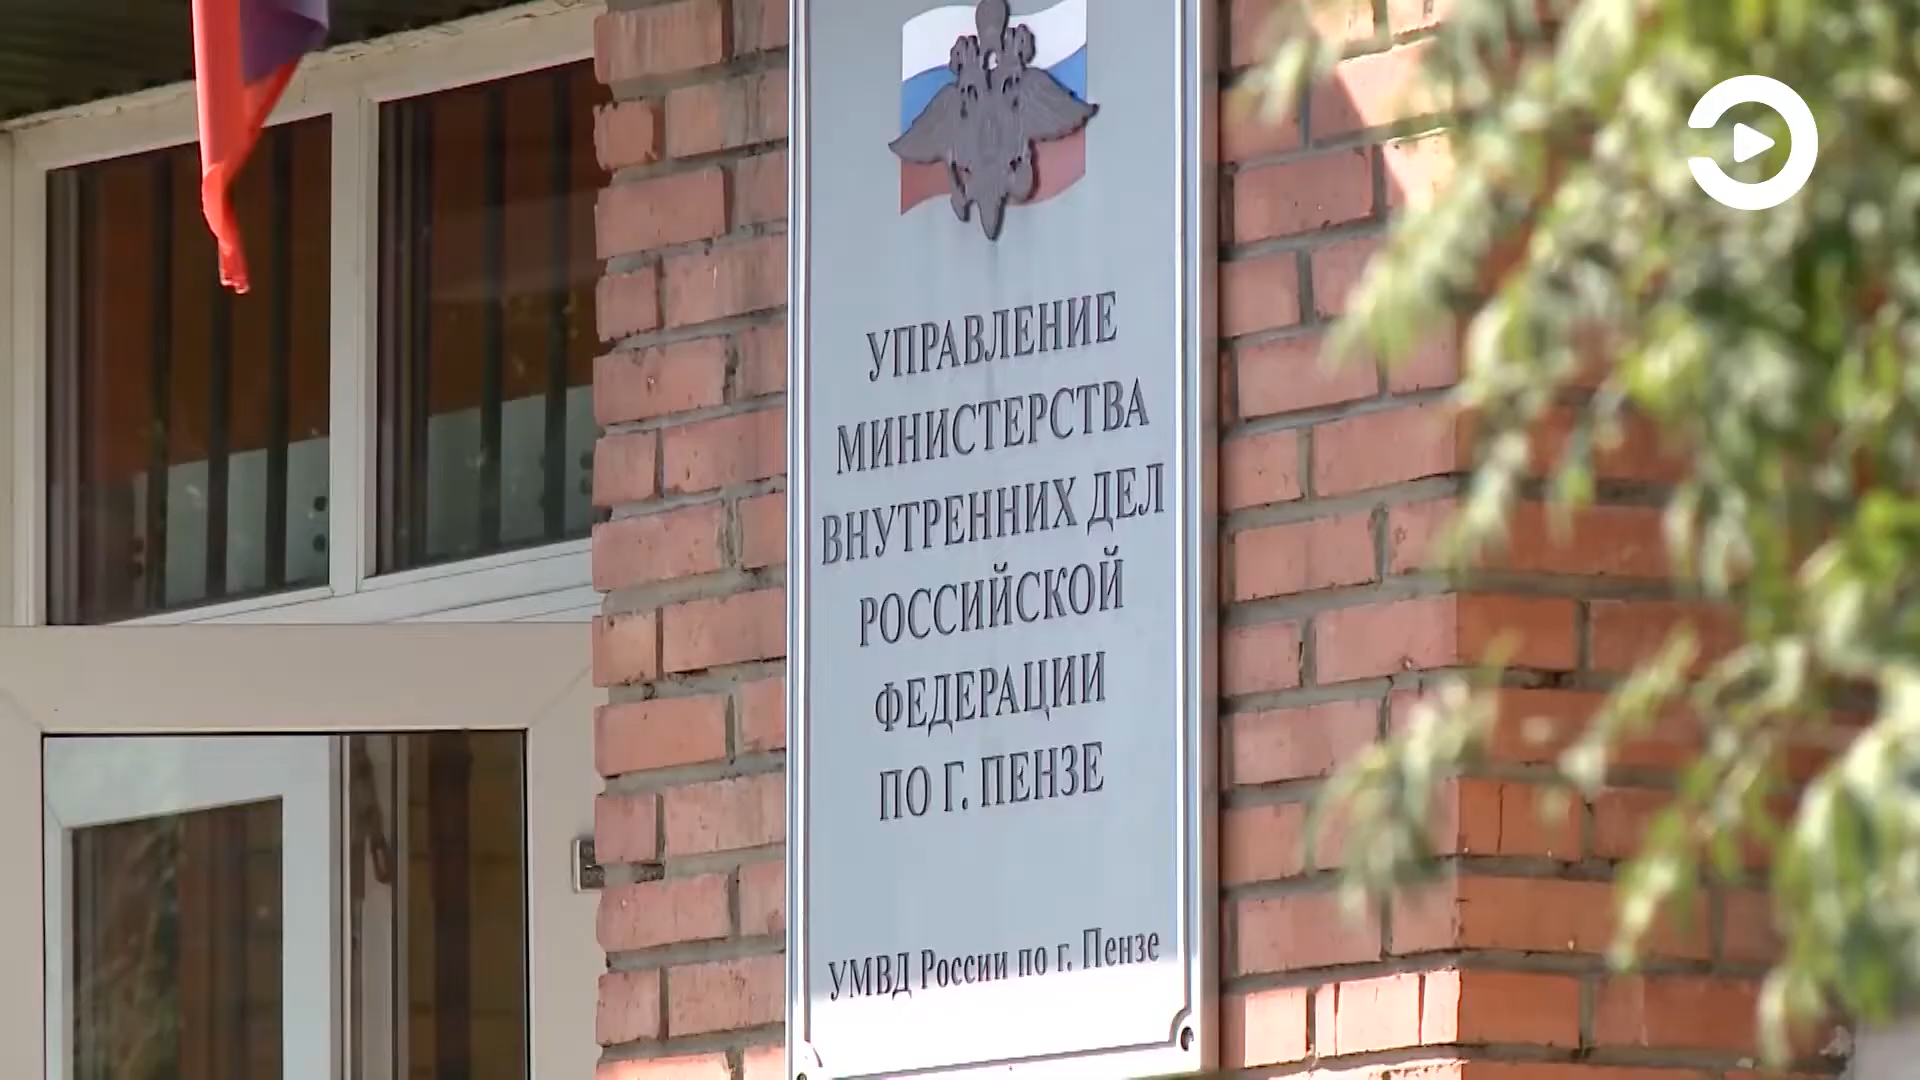 УПРАВЛЕНИЕ
МИНИСТЕРСТВА
ВНУТРЕННИХ ДЕЛ
РОССИЙСКОЙ
ФЕДЕРАЦИИ
ПО Г. ПЕНЗЕ
УМВД России по г. Пензе